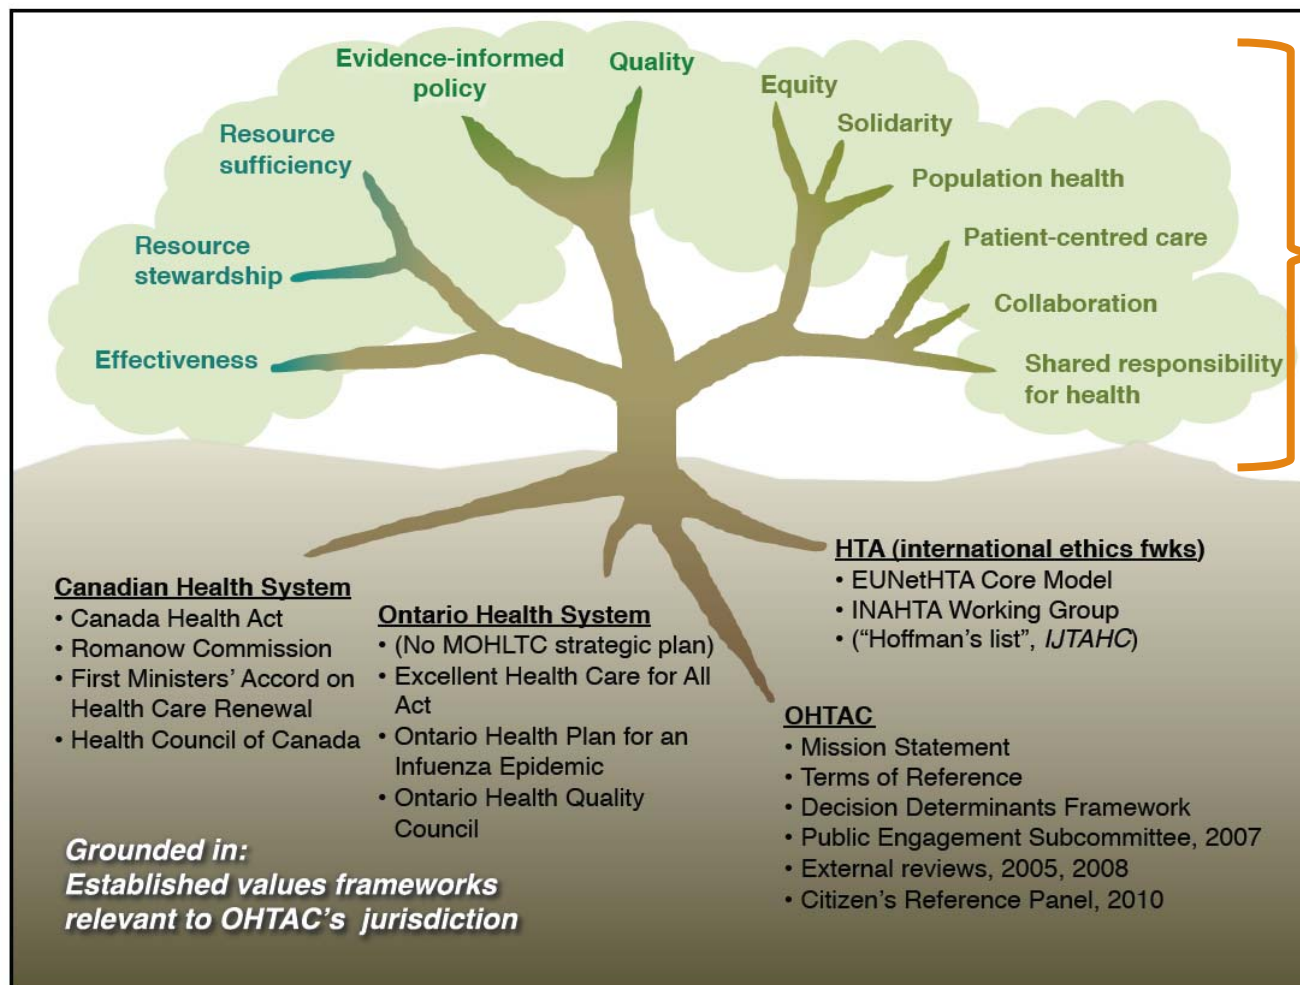 Evidence-informed
policy
Quality
Equity
Solidarity
Resource
sufficiency
Population health
Patient-centred care
Resource
stewardship
Collaboration
Effectiveness
Shared responsibility
for health
Canadian Health System
• Canada Health Act
• Romanow Commission
• First Ministers’ Accord on
Health Care Renewal
• Health Council of Canada
Ontario Health System
• (No MOHLTC strategic plan)
• Excellent Health Care for All
Act
• Ontario Health Plan for an
Infuenza Epidemic
• Ontario Health Quality
Council
HTA (international ethics fwks)
• EUNetHTA Core Model
• INAHTA Working Group
• (“Hoffman’s list”, IJTAHC)
OHTAC
• Mission Statement
• Terms of Reference
• Decision Determinants Framework
• Public Engagement Subcommittee, 2007
• External reviews, 2005, 2008
• Citizen’s Reference Panel, 2010
Grounded in:
Established values frameworks
relevant to OHTAC’s jurisdiction